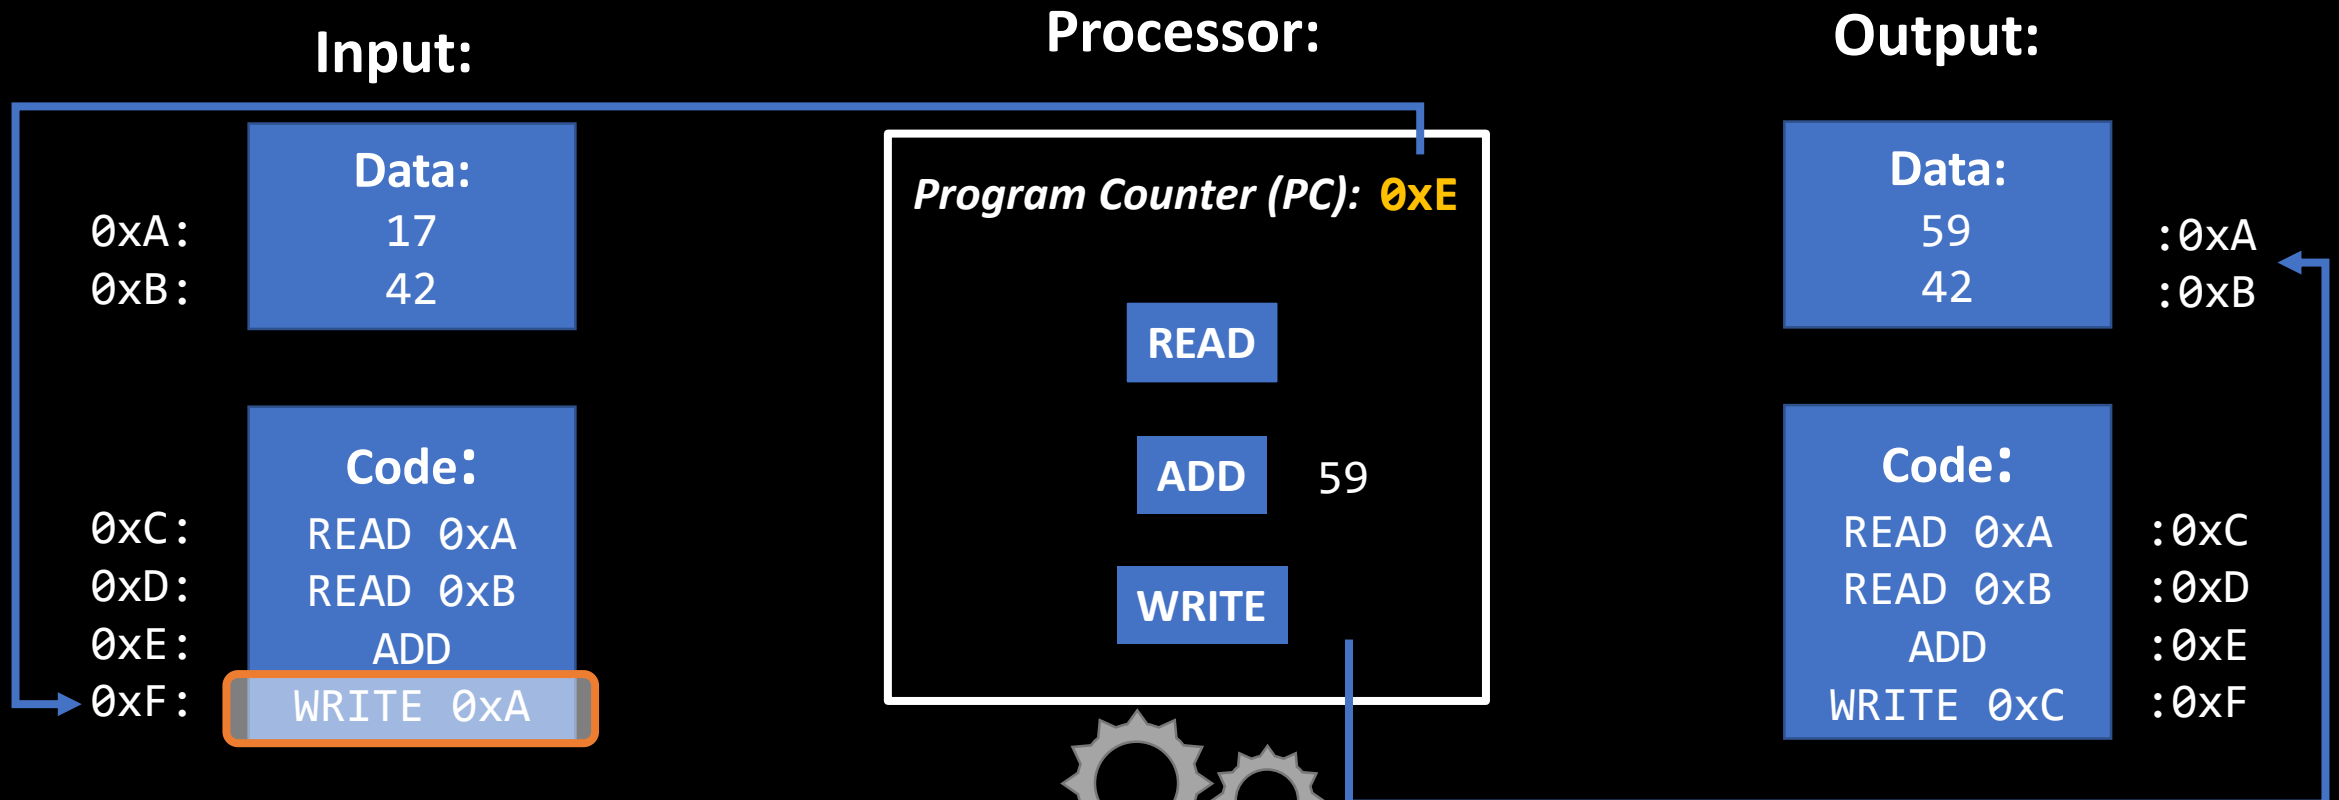 Input:
Data:
0xA: 17
0xB: 42
Code:
0xC: READ 0xA
0xD: READ 0xB
0xE: ADD
0xF: WRITE 0xA
Processor:
Program Counter (PC): 0xE
READ
ADD 59
WRITE
Output:
Data:
59 :0xA
42 :0xB
Code:
READ 0xA :0xC
READ 0xB :0xD
ADD :0xE
WRITE 0xC :0xF